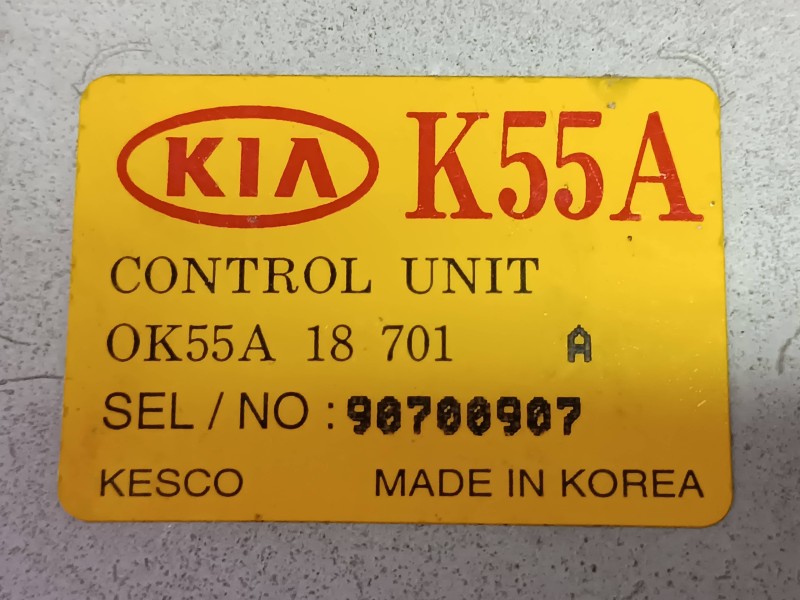 KIA K55A
CONTROL UNIT
OK55A 18 701 A
SEL / NO : 90700907
KESCO MADE IN KOREA